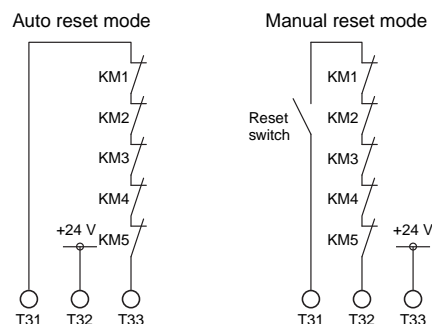 Auto reset mode
KM1
KM2
KM3
KM4
KM5
+24 V
T31 T32 T33
Manual reset mode
Reset
switch
KM1
KM2
KM3
KM4
KM5
+24 V
T31 T32 T33